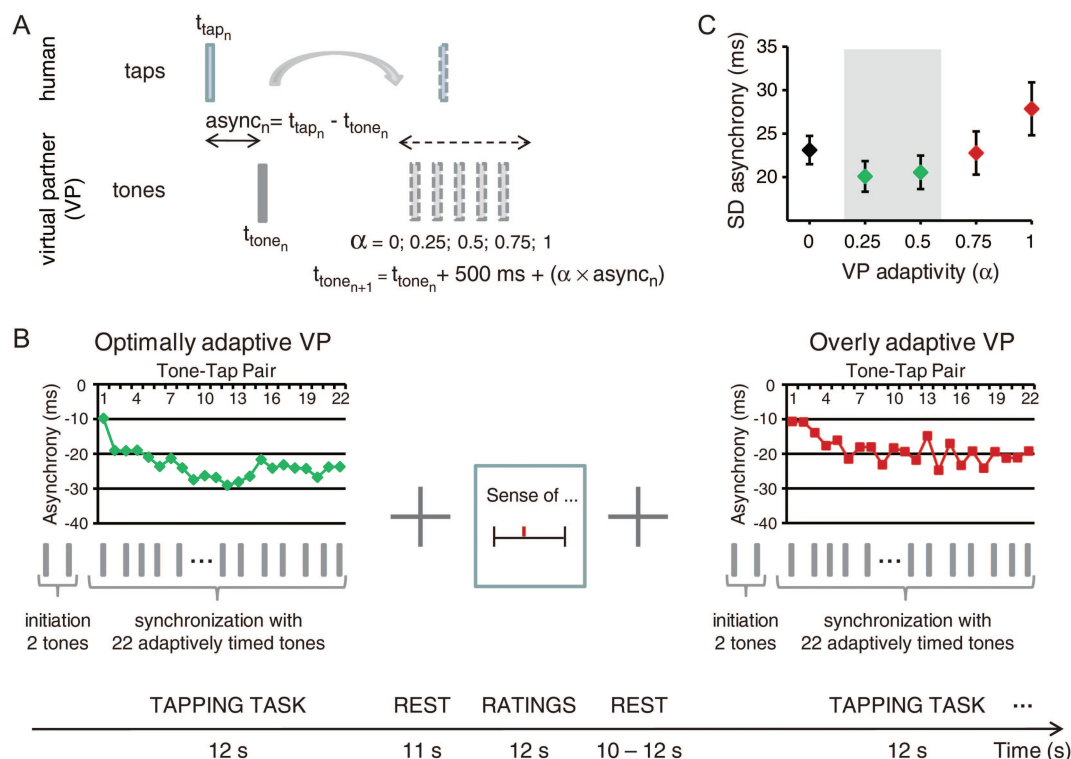 A
human
t_tap_n
taps
async_n = t_tap_n - t_tone_n
virtual partner
(VP)
tones
t_tone_n
α = 0; 0.25; 0.5; 0.75; 1
t_tone_n+1 = t_tone_n + 500 ms + (α × async_n)
C
SD asynchrony (ms)
35
30
25
20
0 0.25 0.5 0.75 1
VP adaptivity (α)
B
Optimally adaptive VP
Tone-Tap Pair
Asynchrony (ms)
0
1 4 7 10 13 16 19 22
-10
-20
-30
-40
...
initiation
2 tones
synchronization with
22 adaptively timed tones
Sense of ...
Overly adaptive VP
Tone-Tap Pair
Asynchrony (ms)
0
1 4 7 10 13 16 19 22
-10
-20
-30
-40
...
initiation
2 tones
synchronization with
22 adaptively timed tones
TAPPING TASK REST RATINGS REST TAPPING TASK ...
12 s 11 s 12 s 10 – 12 s 12 s Time (s)